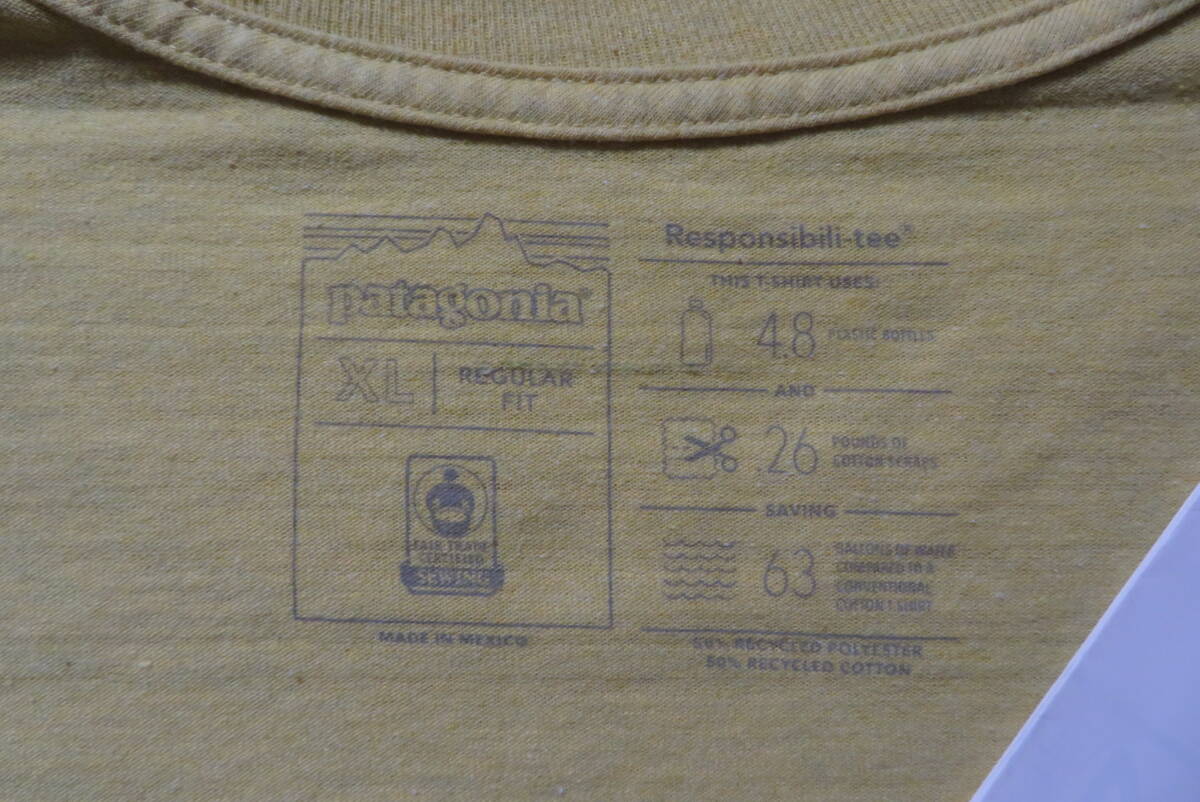 patagonia®
XL
REGULAR
FIT
FAIR TRADE
CERTIFIED
SEWING
MADE IN MEXICO
Responsibili-tee®
THIS T-SHIRT USES:
4.8 PLASTIC BOTTLES
AND
.26 POUNDS OF
COTTON SCRAPS
SAVING
63 GALLONS OF WATER
COMPARED TO A
CONVENTIONAL
COTTON T-SHIRT
50% RECYCLED POLYESTER
50% RECYCLED COTTON